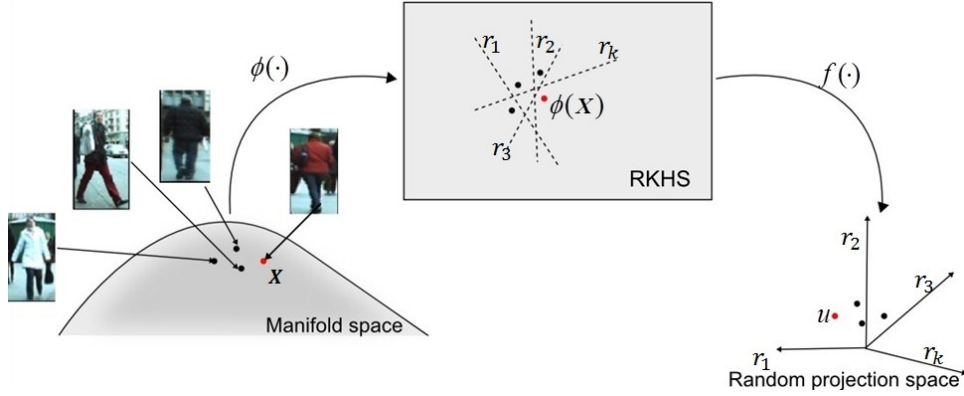 ϕ(·)
r1
r2
rk
ϕ(X)
r3
RKHS
f(·)
X
Manifold space
r2
r3
u
r1
rk
Random projection space